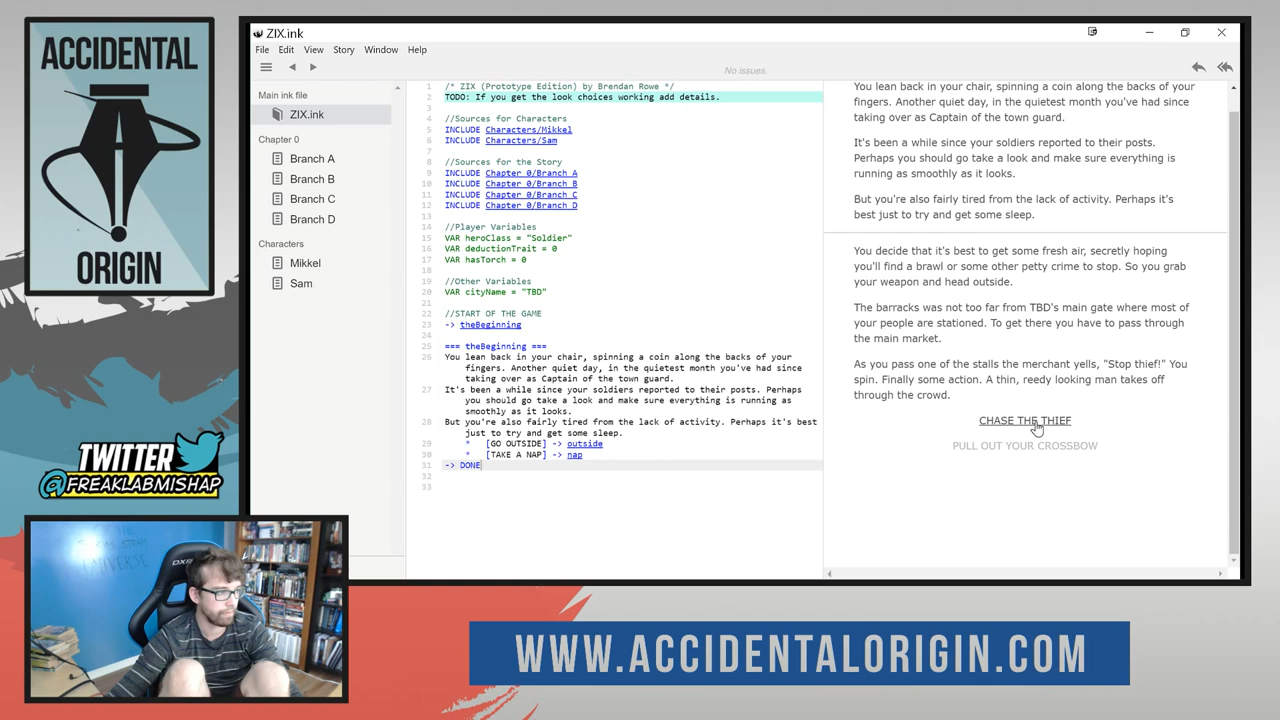 ACCIDENTAL
ORIGIN
TWITTER
@FREAKLABMISHAP
ZIX.ink
File Edit View Story Window Help
No issues.
Main ink file
ZIX.ink
Chapter 0
Branch A
Branch B
Branch C
Branch D
Characters
Mikkel
Sam
1 /* ZIX (Prototype Edition) by Brendan Rowe */
2 TODO: If you get the look choices working add details.
3
4 //Sources for Characters
5 INCLUDE Characters/Mikkel
6 INCLUDE Characters/Sam
7
8 //Sources for the Story
9 INCLUDE Chapter 0/Branch A
10 INCLUDE Chapter 0/Branch B
11 INCLUDE Chapter 0/Branch C
12 INCLUDE Chapter 0/Branch D
13
14 //Player Variables
15 VAR heroClass = "Soldier"
16 VAR deductionTrait = 0
17 VAR hasTorch = 0
18
19 //Other Variables
20 VAR cityName = "TBD"
21
22 //START OF THE GAME
23 -> theBeginning
24
25 === theBeginning ===
26 You lean back in your chair, spinning a coin along the backs of your
fingers. Another quiet day, in the quietest month you've had since
taking over as Captain of the town guard.
27 It's been a while since your soldiers reported to their posts. Perhaps
you should go take a look and make sure everything is running as
smoothly as it looks.
28 But you're also fairly tired from the lack of activity. Perhaps it's best
just to try and get some sleep.
29 * [GO OUTSIDE] -> outside
30 * [TAKE A NAP] -> nap
31 -> DONE
32
33
You lean back in your chair, spinning a coin along the backs of your
fingers. Another quiet day, in the quietest month you've had since
taking over as Captain of the town guard.
It's been a while since your soldiers reported to their posts.
Perhaps you should go take a look and make sure everything is
running as smoothly as it looks.
But you're also fairly tired from the lack of activity. Perhaps it's
best just to try and get some sleep.
You decide that it's best to get some fresh air, secretly hoping
you'll find a brawl or some other petty crime to stop. So you grab
your weapon and head outside.
The barracks was not too far from TBD's main gate where most of
your people are stationed. To get there you have to pass through
the main market.
As you pass one of the stalls the merchant yells, "Stop thief!" You
spin. Finally some action. A thin, reedy looking man takes off
through the crowd.
CHASE THE THIEF
PULL OUT YOUR CROSSBOW
WWW.ACCIDENTALORIGIN.COM